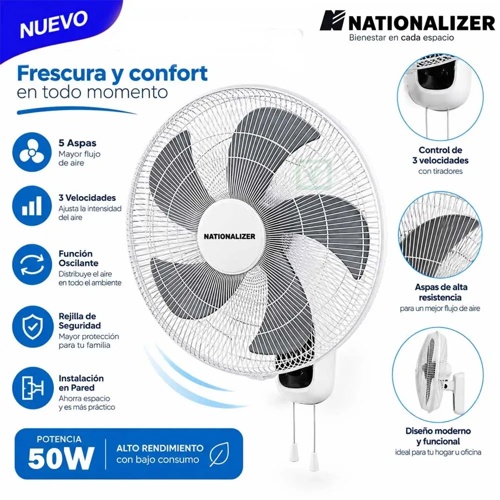 NUEVO
NATIONALIZER
Bienestar en cada espacio
Frescura y confort
en todo momento
5 Aspas
Mayor flujo
de aire
3 Velocidades
Ajusta la intensidad
del aire
Función
Oscilante
Distribuye el aire
en todo el ambiente
Rejilla de
Seguridad
Mayor protección
para tu familia
Instalación
en Pared
Ahorra espacio
y es más práctico
NATIONALIZER
Control de
3 velocidades
con tiradores
Aspas de alta
resistencia
para un mejor flujo de aire
Diseño moderno
y funcional
ideal para tu hogar u oficina
POTENCIA
50W
ALTO RENDIMIENTO
con bajo consumo